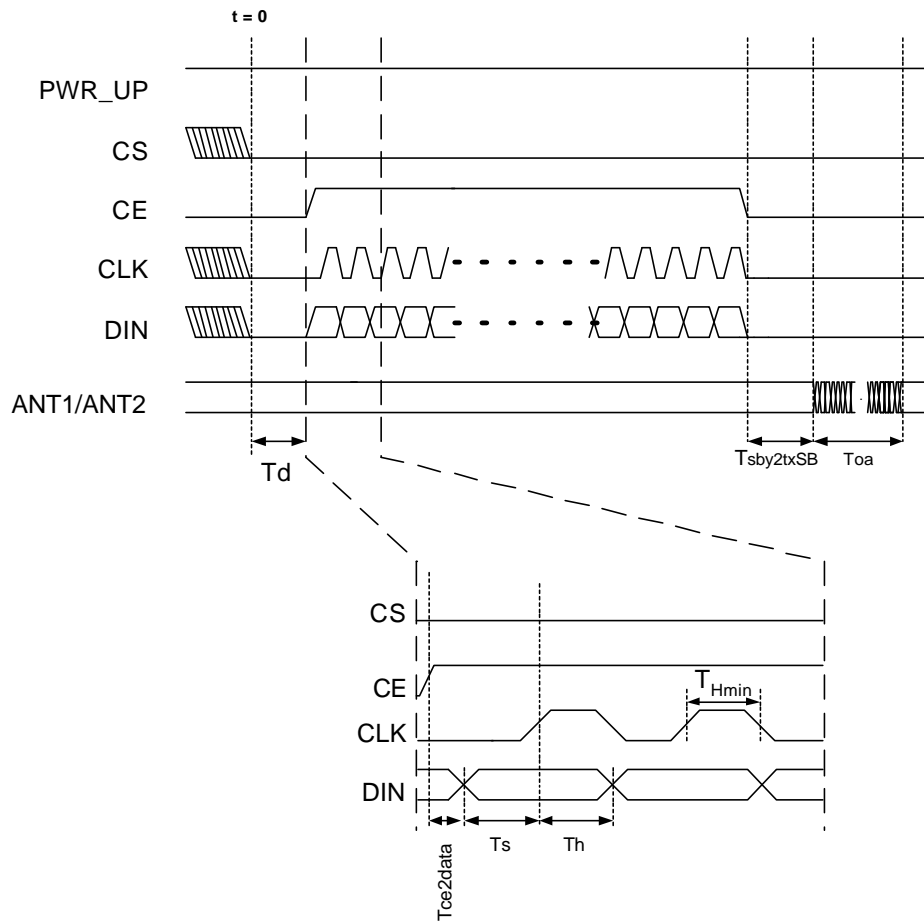 t = 0
PWR_UP
CS
CE
CLK
DIN
ANT1/ANT2
Td
Tsby2txSB
Toa
CS
CE
THmin
CLK
DIN
Tce2data
Ts
Th